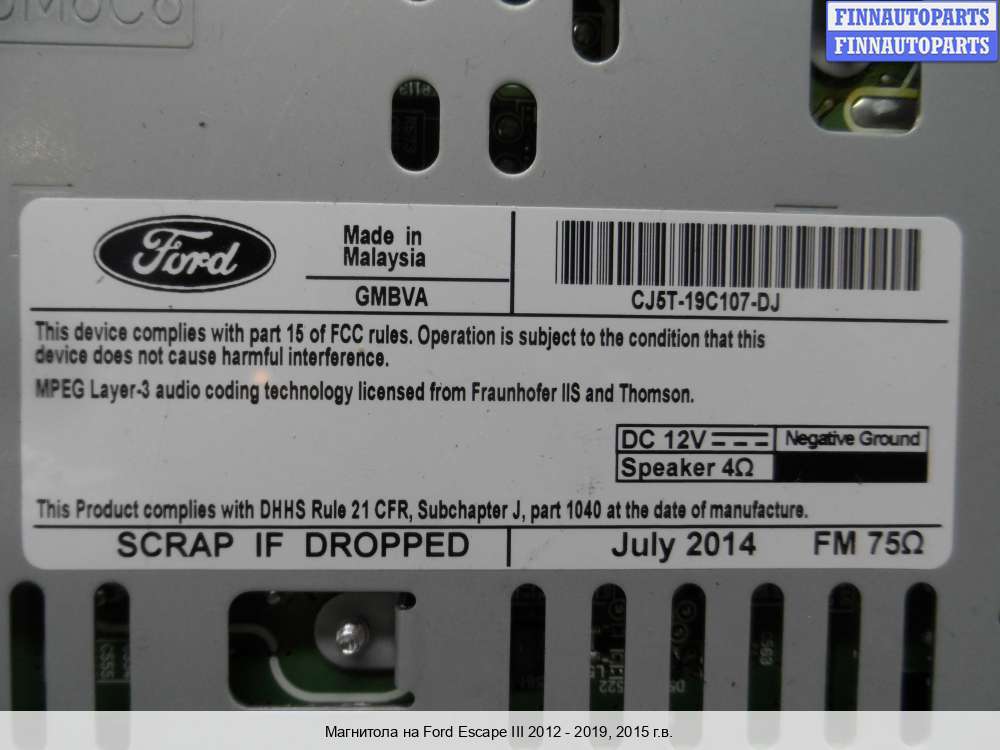 FINNAUTOPARTS
FINNAUTOPARTS
Ford
Made in
Malaysia
GMBVA
CJ5T-19C107-DJ
This device complies with part 15 of FCC rules. Operation is subject to the condition that this
device does not cause harmful interference.
MPEG Layer-3 audio coding technology licensed from Fraunhofer IIS and Thomson.
DC 12V
Negative Ground
Speaker 4Ω
This Product complies with DHHS Rule 21 CFR, Subchapter J, part 1040 at the date of manufacture.
SCRAP IF DROPPED
July 2014
FM 75Ω
Магнитола на Ford Escape III 2012 - 2019, 2015 г.в.